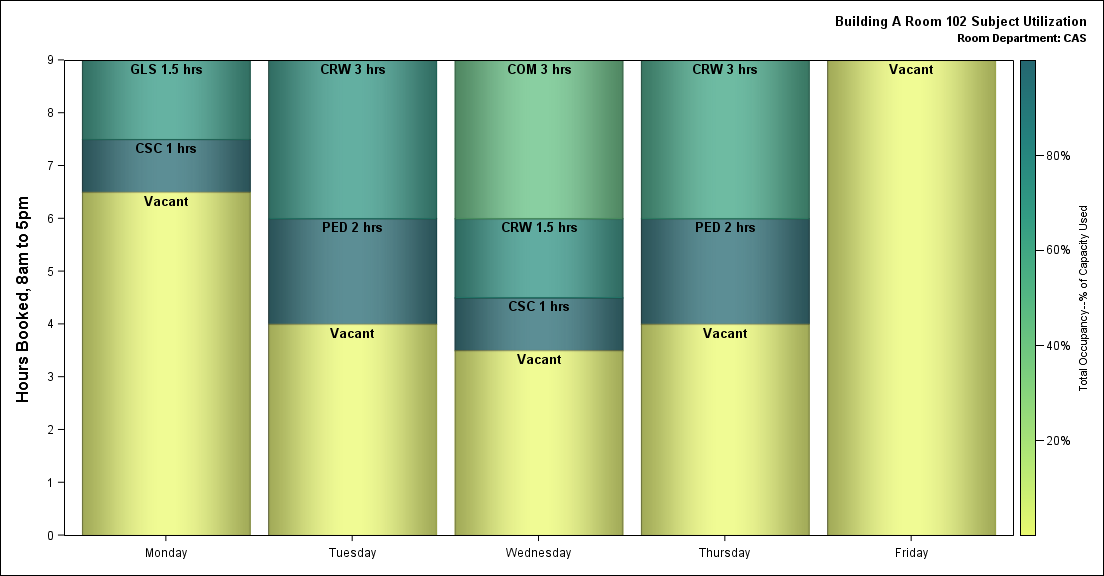 Building A Room 102 Subject Utilization
Room Department: CAS
Hours Booked, 8am to 5pm
9
8
7
6
5
4
3
2
1
0
GLS 1.5 hrs
CSC 1 hrs
Vacant
CRW 3 hrs
PED 2 hrs
Vacant
COM 3 hrs
CRW 1.5 hrs
CSC 1 hrs
Vacant
CRW 3 hrs
PED 2 hrs
Vacant
Vacant
Monday
Tuesday
Wednesday
Thursday
Friday
80%
60%
40%
20%
Total Occupancy--% of Capacity Used